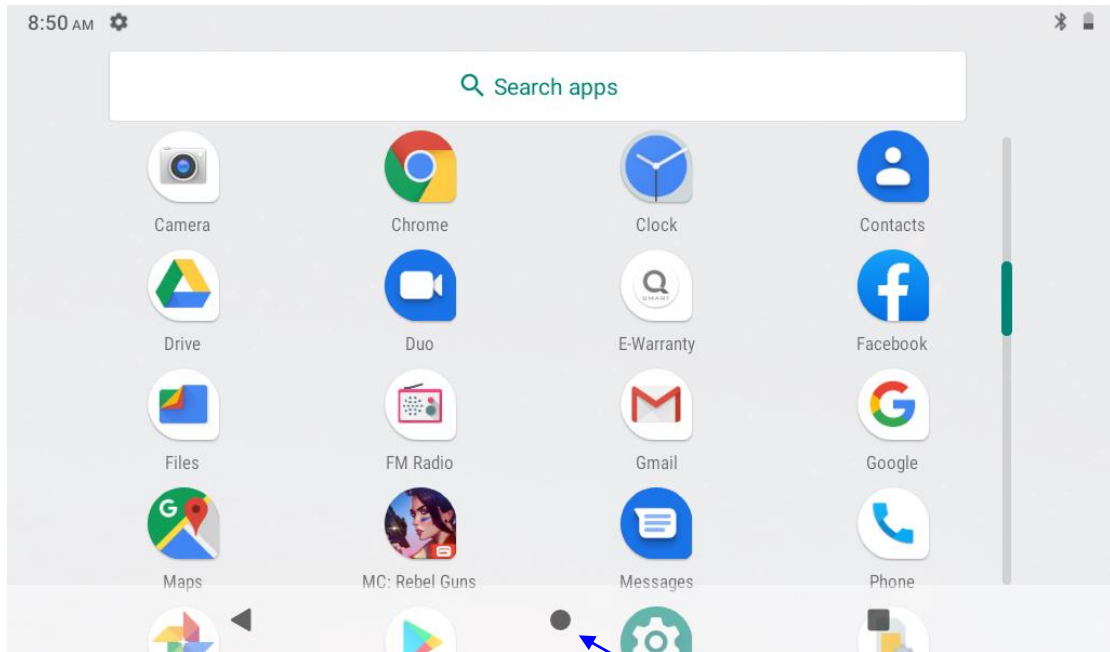 8:50 AM
Search apps
Camera Chrome Clock Contacts
Drive Duo E-Warranty Facebook
Files FM Radio Gmail Google
Maps MC: Rebel Guns Messages Phone